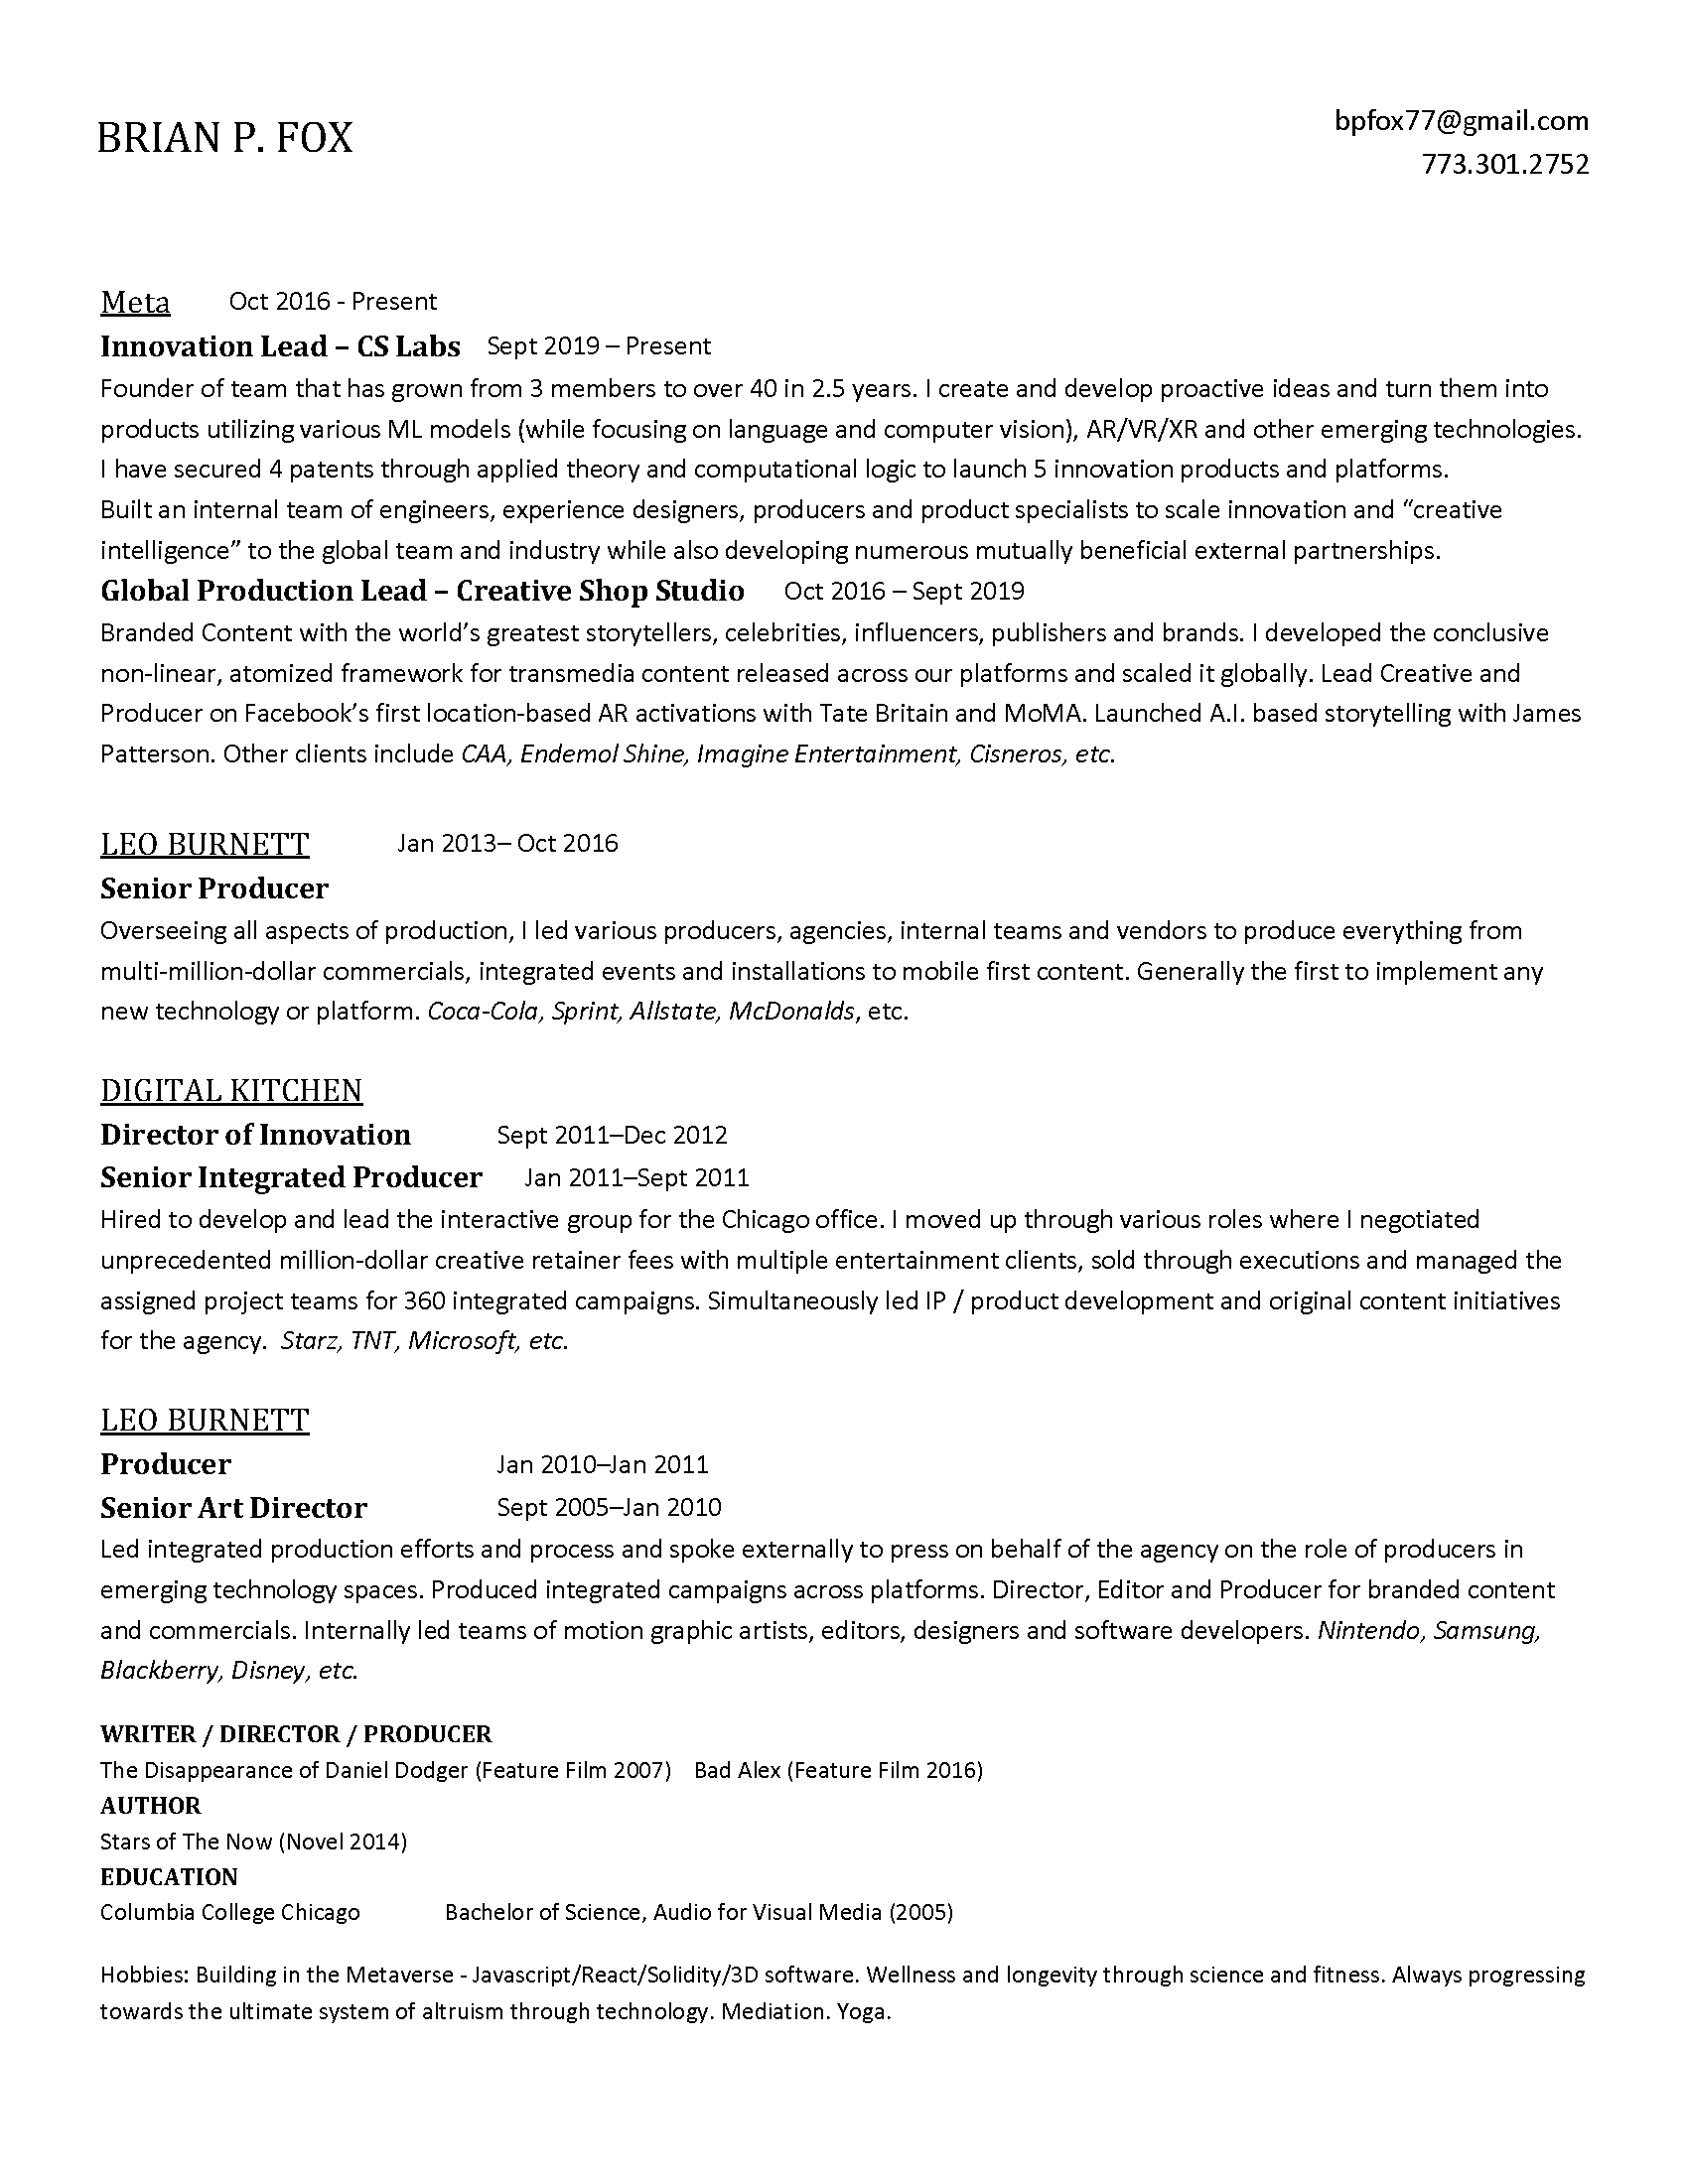 BRIAN P. FOX
bpfox77@gmail.com
773.301.2752
Meta Oct 2016 - Present
Innovation Lead – CS Labs Sept 2019 – Present
Founder of team that has grown from 3 members to over 40 in 2.5 years. I create and develop proactive ideas and turn them into
products utilizing various ML models (while focusing on language and computer vision), AR/VR/XR and other emerging technologies.
I have secured 4 patents through applied theory and computational logic to launch 5 innovation products and platforms.
Built an internal team of engineers, experience designers, producers and product specialists to scale innovation and “creative
intelligence” to the global team and industry while also developing numerous mutually beneficial external partnerships.
Global Production Lead – Creative Shop Studio Oct 2016 – Sept 2019
Branded Content with the world’s greatest storytellers, celebrities, influencers, publishers and brands. I developed the conclusive
non-linear, atomized framework for transmedia content released across our platforms and scaled it globally. Lead Creative and
Producer on Facebook’s first location-based AR activations with Tate Britain and MoMA. Launched A.I. based storytelling with James
Patterson. Other clients include CAA, Endemol Shine, Imagine Entertainment, Cisneros, etc.
LEO BURNETT Jan 2013– Oct 2016
Senior Producer
Overseeing all aspects of production, I led various producers, agencies, internal teams and vendors to produce everything from
multi-million-dollar commercials, integrated events and installations to mobile first content. Generally the first to implement any
new technology or platform. Coca-Cola, Sprint, Allstate, McDonalds, etc.
DIGITAL KITCHEN
Director of Innovation Sept 2011–Dec 2012
Senior Integrated Producer Jan 2011–Sept 2011
Hired to develop and lead the interactive group for the Chicago office. I moved up through various roles where I negotiated
unprecedented million-dollar creative retainer fees with multiple entertainment clients, sold through executions and managed the
assigned project teams for 360 integrated campaigns. Simultaneously led IP / product development and original content initiatives
for the agency. Starz, TNT, Microsoft, etc.
LEO BURNETT
Producer Jan 2010–Jan 2011
Senior Art Director Sept 2005–Jan 2010
Led integrated production efforts and process and spoke externally to press on behalf of the agency on the role of producers in
emerging technology spaces. Produced integrated campaigns across platforms. Director, Editor and Producer for branded content
and commercials. Internally led teams of motion graphic artists, editors, designers and software developers. Nintendo, Samsung,
Blackberry, Disney, etc.
WRITER / DIRECTOR / PRODUCER
The Disappearance of Daniel Dodger (Feature Film 2007) Bad Alex (Feature Film 2016)
AUTHOR
Stars of The Now (Novel 2014)
EDUCATION
Columbia College Chicago Bachelor of Science, Audio for Visual Media (2005)
Hobbies: Building in the Metaverse - Javascript/React/Solidity/3D software. Wellness and longevity through science and fitness. Always progressing
towards the ultimate system of altruism through technology. Mediation. Yoga.